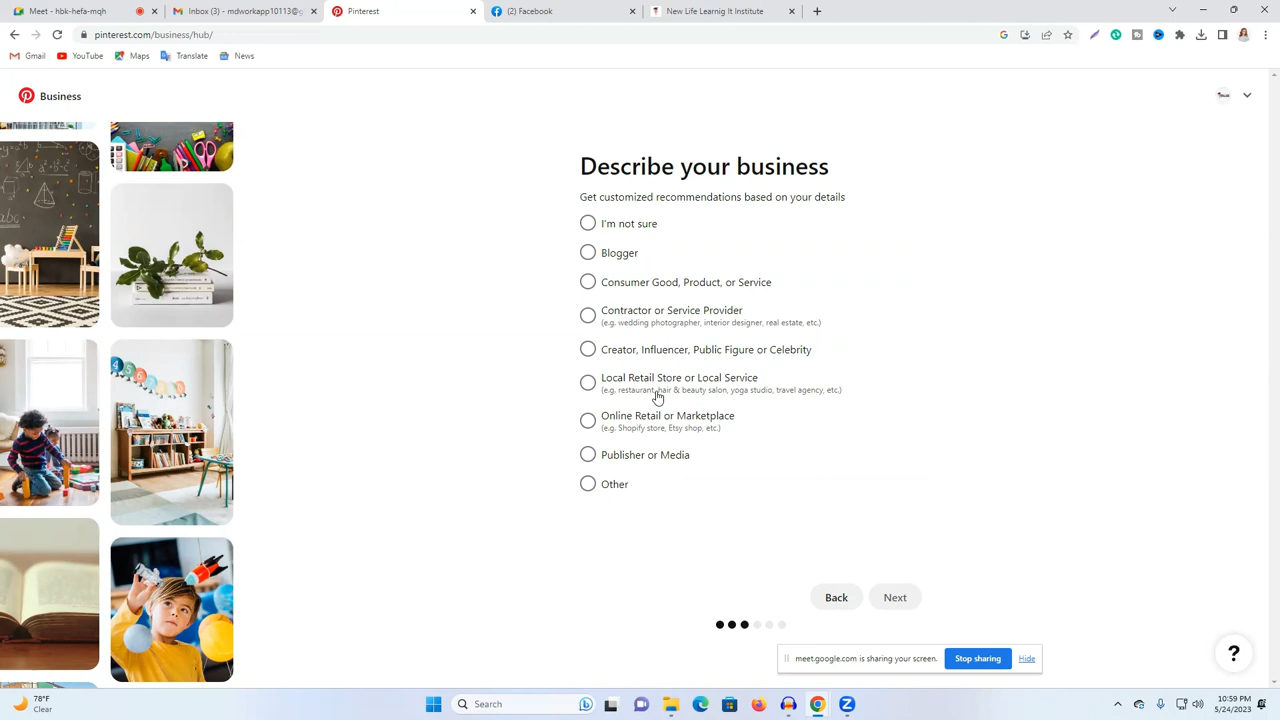 Meet - hbk-hefa-mqh
Inbox (3) - mdworkapp10113@g
Pinterest
(2) Facebook
New Life Learnig It Institute
pinterest.com/business/hub/
Gmail
YouTube
Maps
Translate
News
Business
Describe your business
Get customized recommendations based on your details
I'm not sure
Blogger
Consumer Good, Product, or Service
Contractor or Service Provider
(e.g. wedding photographer, interior designer, real estate, etc.)
Creator, Influencer, Public Figure or Celebrity
Local Retail Store or Local Service
(e.g. restaurant, hair & beauty salon, yoga studio, travel agency, etc.)
Online Retail or Marketplace
(e.g. Shopify store, Etsy shop, etc.)
Publisher or Media
Other
Back
Next
meet.google.com is sharing your screen.
Stop sharing
Hide
?
78°F
Clear
Search
10:59 PM
5/24/2023